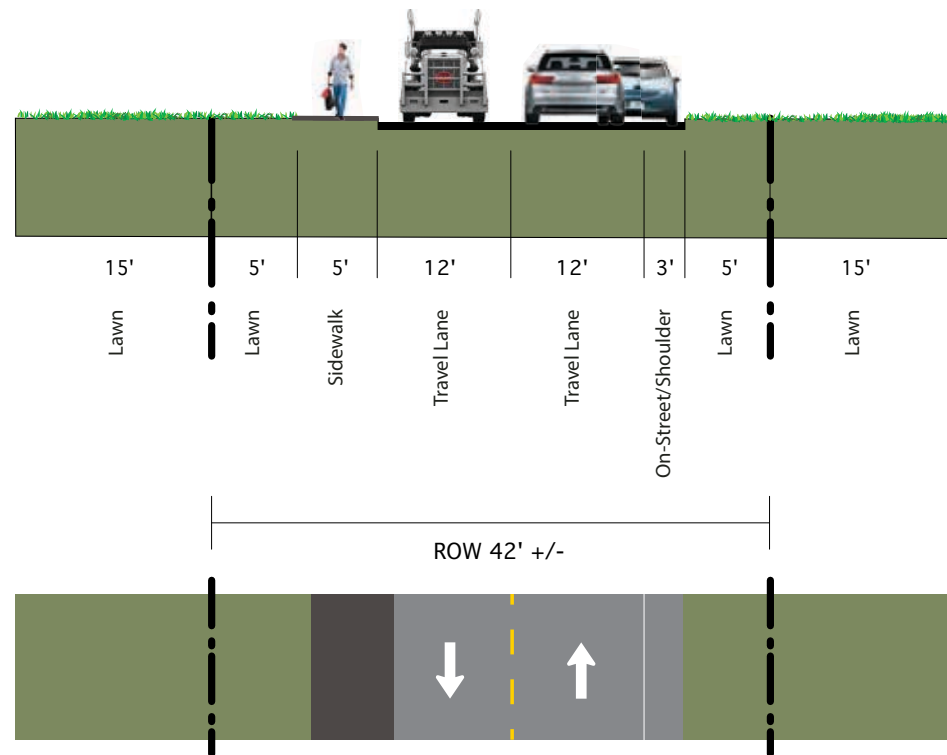 15' 5' 5' 12' 12' 3' 5' 15'
Lawn Lawn Sidewalk Travel Lane Travel Lane On-Street/Shoulder Lawn Lawn
ROW 42' +/-